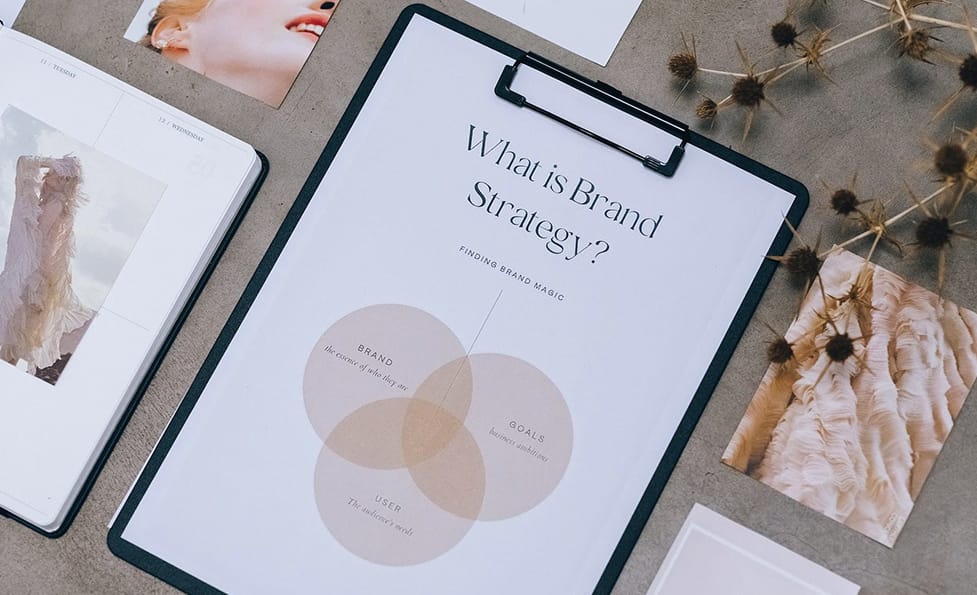 11 / TUESDAY
12 / WEDNESDAY
What is Brand
Strategy?
FINDING BRAND MAGIC
BRAND
the essence of who they are
GOALS
business ambitions
USER
The audience's needs